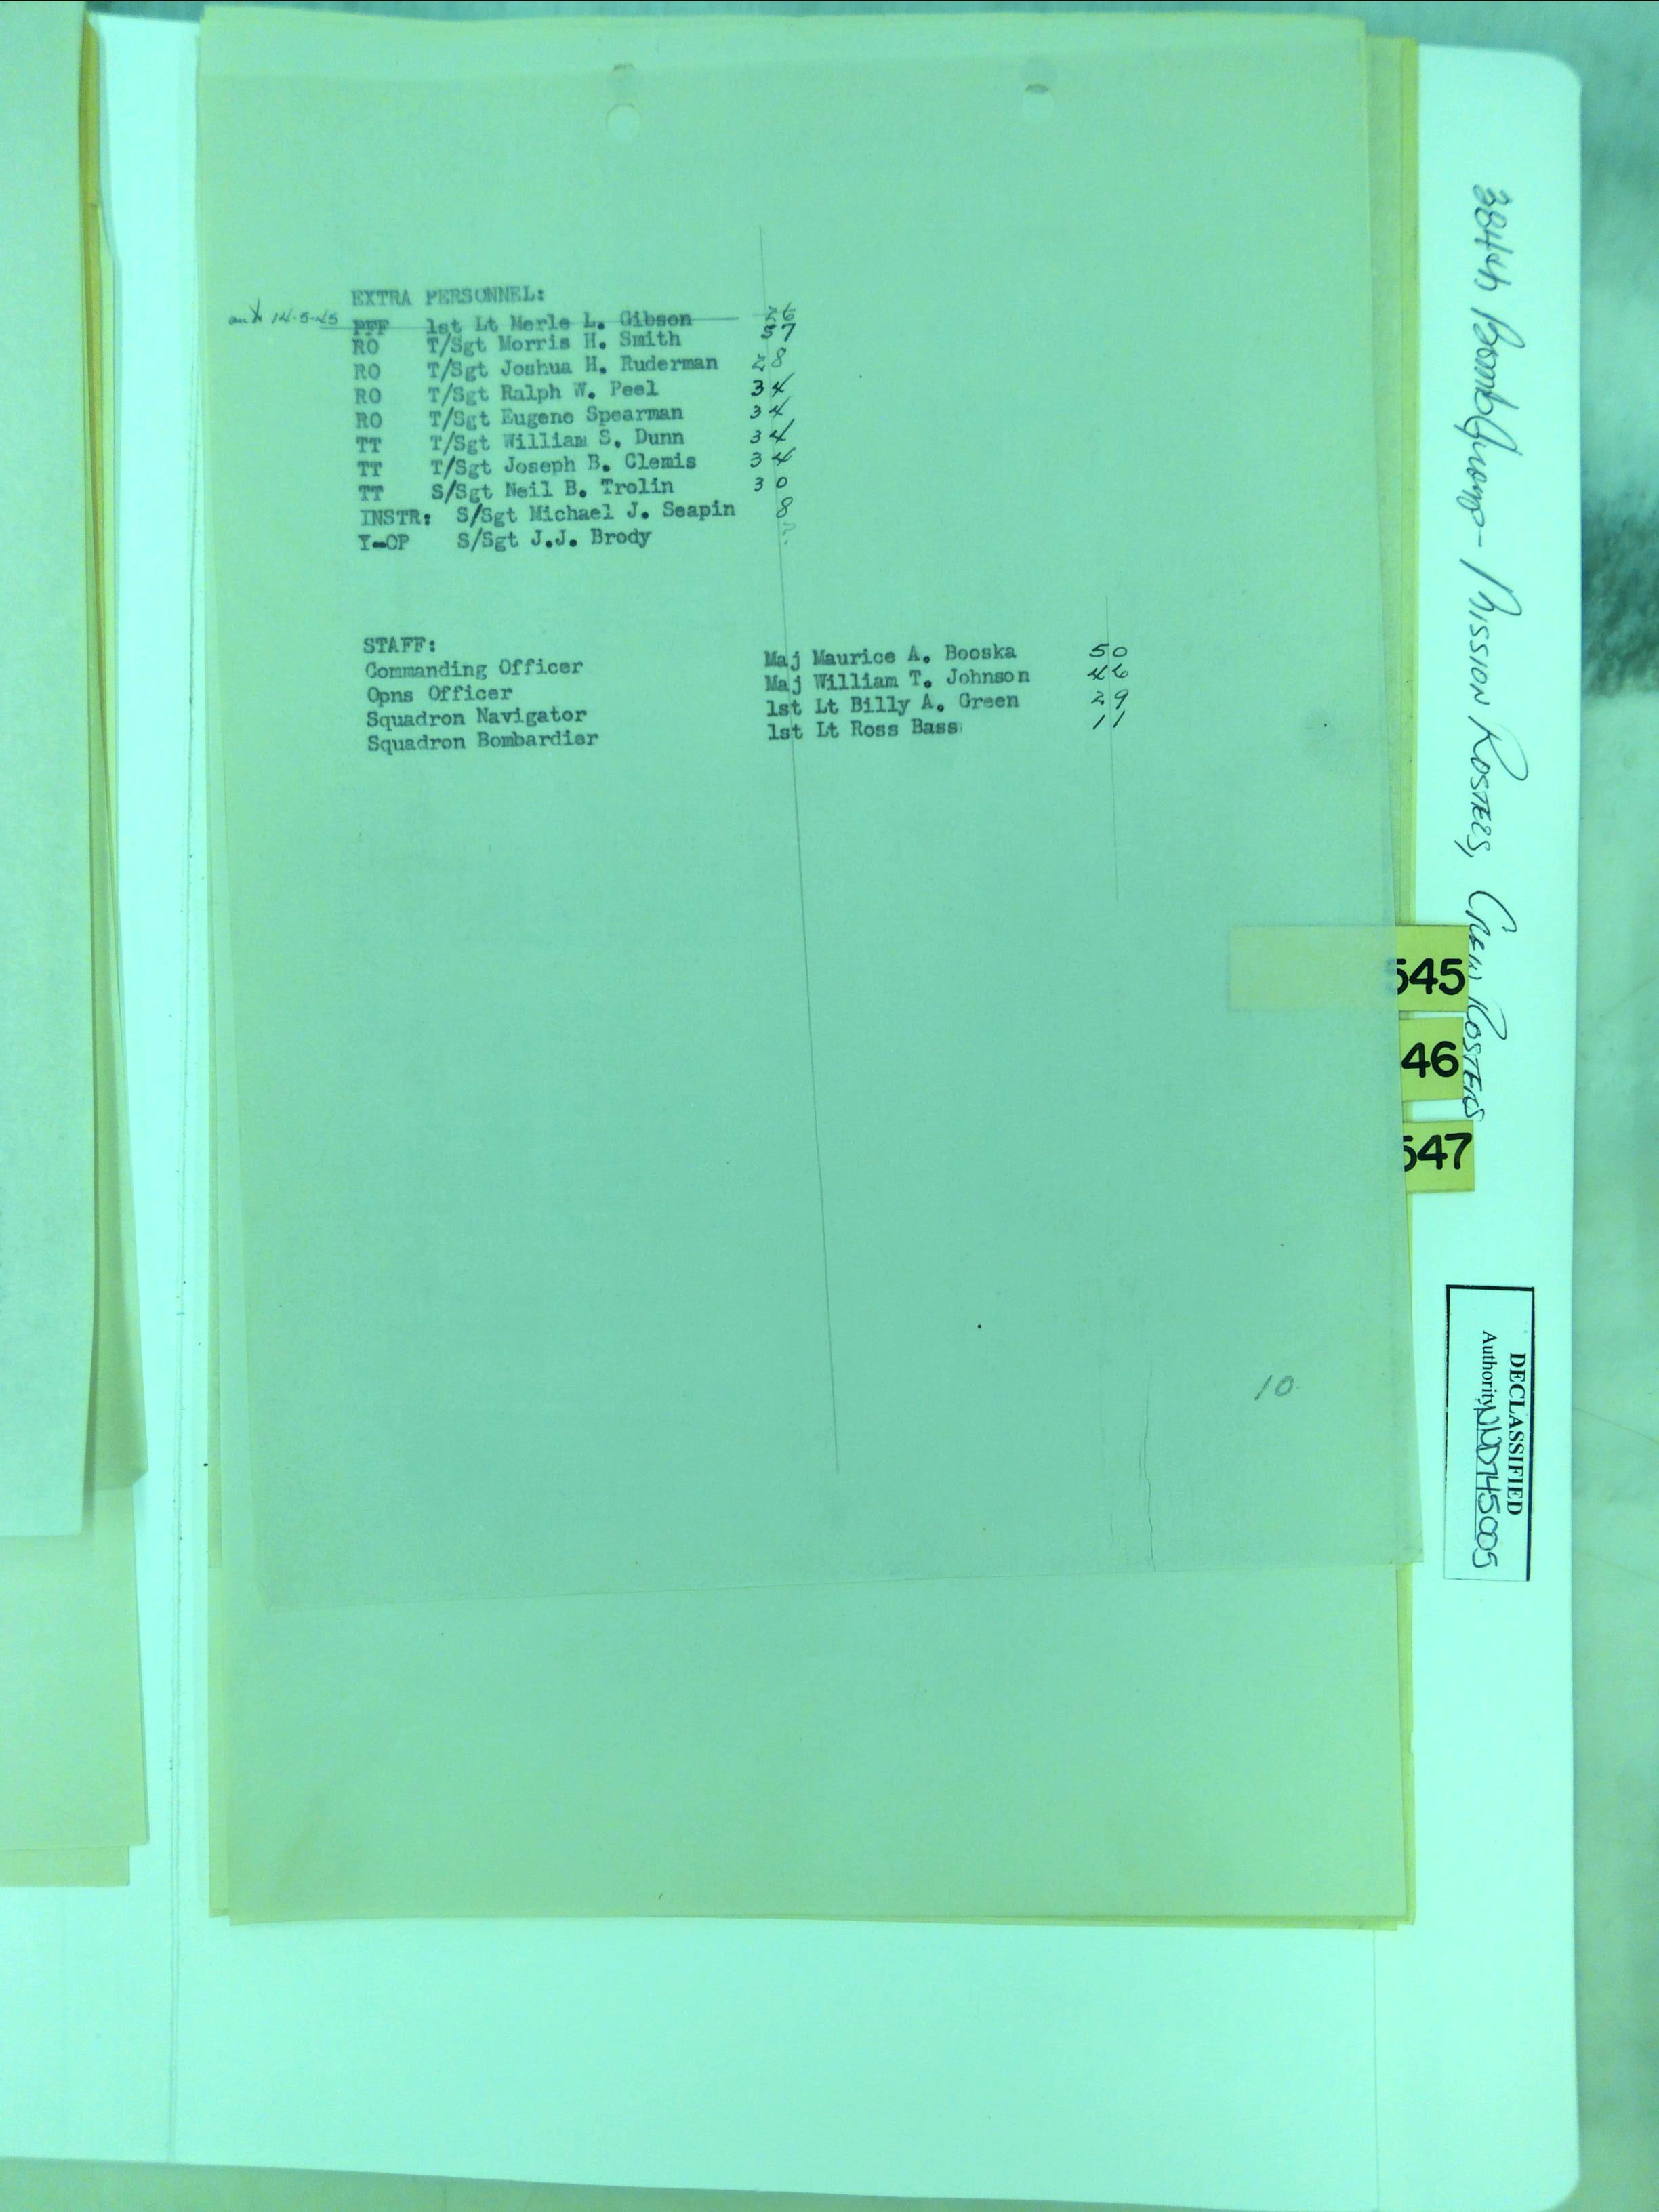 EXTRA PERSONNEL:
14-5-45 PFF 1st Lt Merle L. Gibson 26
RO T/Sgt Morris H. Smith 37
RO T/Sgt Joshua H. Ruderman 28
RO T/Sgt Ralph W. Peel 34
RO T/Sgt Eugene Spearman 34
TT T/Sgt William S. Dunn 34
TT T/Sgt Joseph B. Clemis 34
TT S/Sgt Neil B. Trolin 30
INSTR: S/Sgt Michael J. Seapin 8
Y-OP S/Sgt J.J. Brody
STAFF:
Commanding Officer Maj Maurice A. Booska 50
Opns Officer Maj William T. Johnson 46
Squadron Navigator 1st Lt Billy A. Green 29
Squadron Bombardier 1st Lt Ross Bass 11
10
384th Bomb Group - Mission Rosters, Crew Rosters
545
46
547
DECLASSIFIED
Authority NND745005